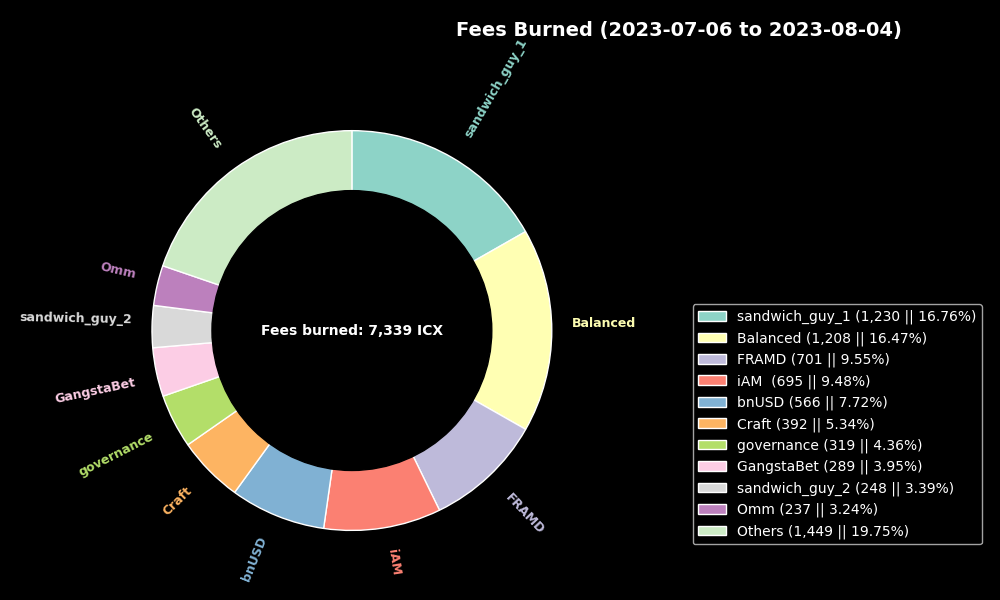 Fees Burned (2023-07-06 to 2023-08-04)
sandwich_guy_1
Others
Omm
sandwich_guy_2
Balanced
Fees burned: 7,339 ICX
GangstaBet
governance
Craft
bnUSD
iAM
FRAMD
sandwich_guy_1 (1,230 || 16.76%)
Balanced (1,208 || 16.47%)
FRAMD (701 || 9.55%)
iAM  (695 || 9.48%)
bnUSD (566 || 7.72%)
Craft (392 || 5.34%)
governance (319 || 4.36%)
GangstaBet (289 || 3.95%)
sandwich_guy_2 (248 || 3.39%)
Omm (237 || 3.24%)
Others (1,449 || 19.75%)